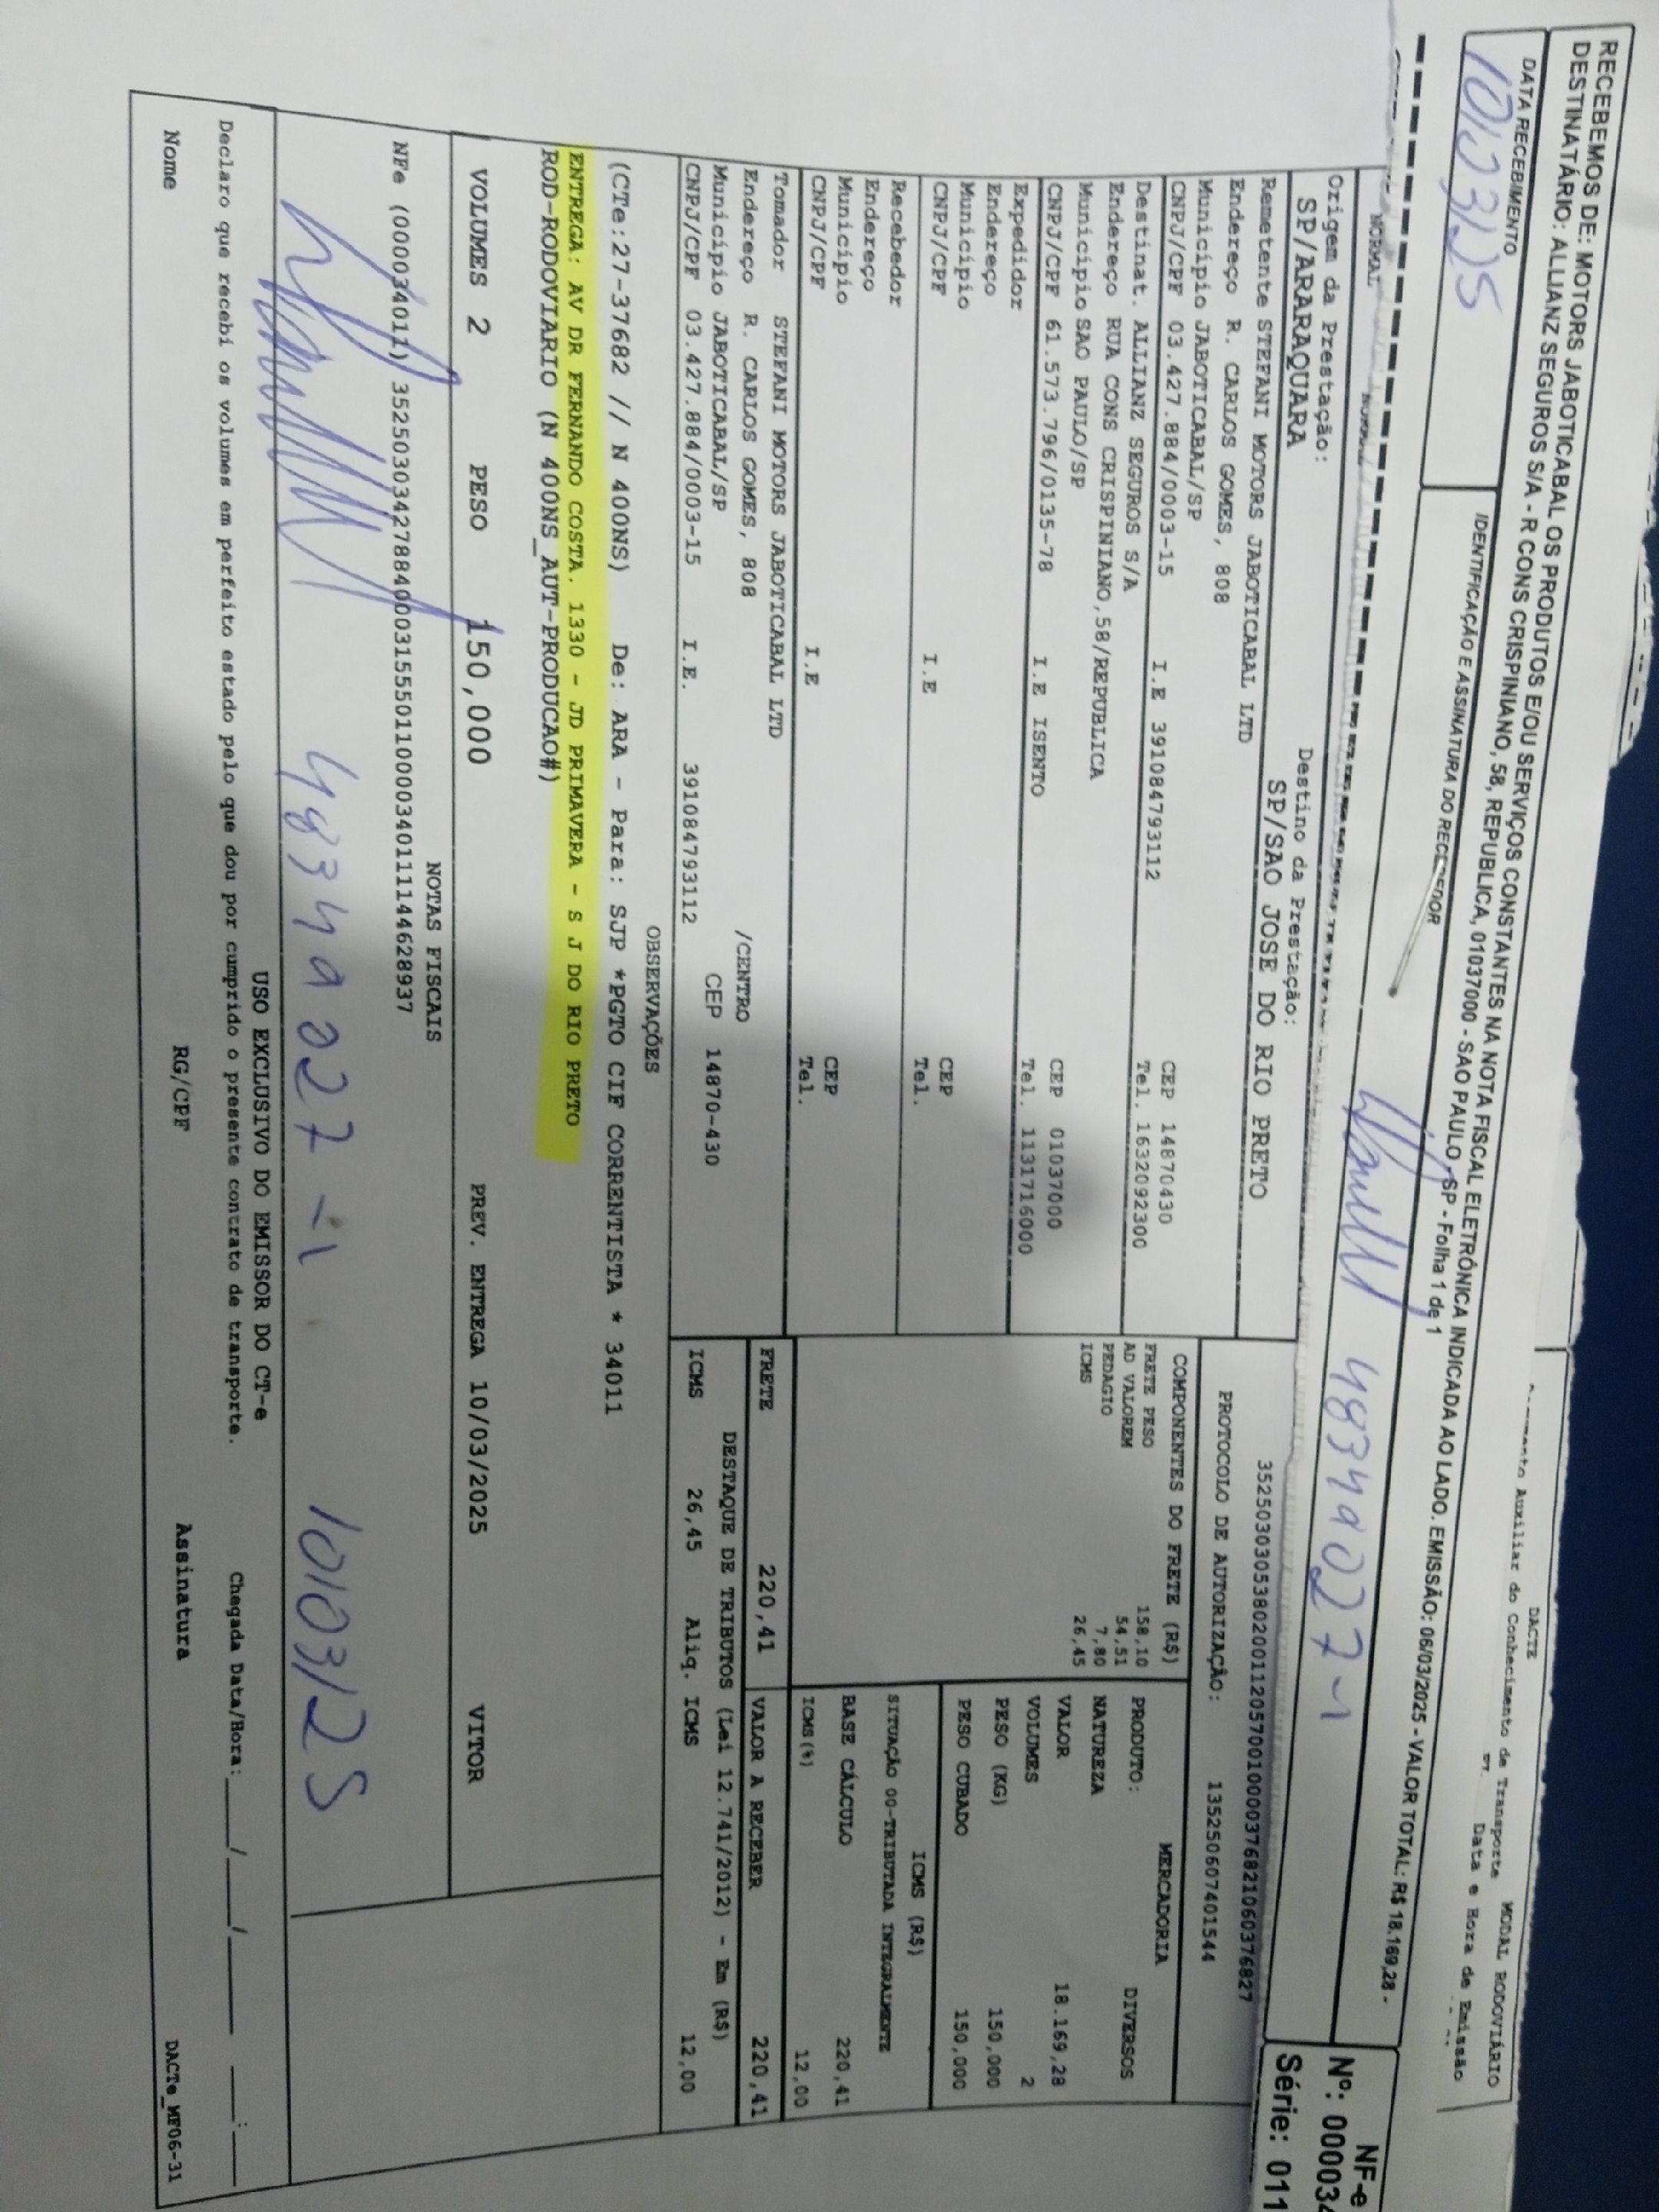 RECEBEMOS DE: MOTORS JABOTICABAL OS PRODUTOS E/OU SERVIÇOS CONSTANTES NA NOTA FISCAL ELETRÔNICA INDICADA AO LADO. EMISSÃO: 06/03/2025 - VALOR TOTAL: R$ 18.169,28 -
DESTINATÁRIO: ALLIANZ SEGUROS S/A - R CONS CRISPINIANO, 58, REPUBLICA, 01037000 - SAO PAULO - SP - Folha 1 de 1
DATA RECEBIMENTO
IDENTIFICAÇÃO E ASSINATURA DO RECEBEDOR
10/03/25
48349027-1
NF-e
Nº: 000034
Série: 011
DACTE
Auxiliar do Conhecimento de Transporte
MODAL RODOVIÁRIO
Data e Hora de Emissão
NORMAL
Origem da Prestação:
SP/ARARAQUARA
Destino da Prestação:
SP/SAO JOSE DO RIO PRETO
35250303053802001120570010000376821060376827
PROTOCOLO DE AUTORIZAÇÃO: 135250607401544
Remetente STEFANI MOTORS JABOTICABAL LTD
Endereço R. CARLOS GOMES, 808
Município JABOTICABAL/SP CEP 14870430
CNPJ/CPF 03.427.884/0003-15 I.E 391084793112 Tel. 1632092300
Destinat. ALLIANZ SEGUROS S/A
Endereço RUA CONS CRISPINIANO,58/REPUBLICA
Município SAO PAULO/SP CEP 01037000
CNPJ/CPF 61.573.796/0135-78 I.E ISENTO Tel. 1131716000
Expedidor
Endereço
Município CEP
CNPJ/CPF I.E Tel.
Recebedor
Endereço
Município CEP
CNPJ/CPF I.E Tel.
Tomador STEFANI MOTORS JABOTICABAL LTD
Endereço R. CARLOS GOMES, 808 /CENTRO
Município JABOTICABAL/SP CEP 14870-430
CNPJ/CPF 03.427.884/0003-15 I.E. 391084793112
COMPONENTES DO FRETE (R$)
FRETE PESO 158,10
AD VALOREM 54,51
PEDAGIO 7,80
ICMS 26,45
MERCADORIA
PRODUTO: DIVERSOS
NATUREZA
VALOR 18.169,28
VOLUMES 2
PESO (KG) 150,000
PESO CUBADO 150,000
ICMS (R$)
SITUAÇÃO 00-TRIBUTADA INTEGRALMENTE
BASE CÁLCULO 220,41
ICMS(%) 12,00
FRETE 220,41
VALOR A RECEBER 220,41
DESTAQUE DE TRIBUTOS (Lei 12.741/2012) - Em (R$)
ICMS 26,45 Aliq. ICMS 12,00
OBSERVAÇÕES
(CTe:27-37682 // N 400NS) De: ARA - Para: SJP *PGTO CIF CORRENTISTA * 34011
ENTREGA: AV DR FERNANDO COSTA. 1330 - JD PRIMAVERA - S J DO RIO PRETO
ROD-RODOVIARIO (N 400NS_AUT-PRODUCAO#)
VOLUMES 2 PESO 150,000 PREV. ENTREGA 10/03/2025 VITOR
NOTAS FISCAIS
NFe (000034011) 35250303427884000315550110000340111144628937
48349027-1 10/03/25
USO EXCLUSIVO DO EMISSOR DO CT-e
Declaro que recebi os volumes em perfeito estado pelo que dou por cumprido o presente contrato de transporte. Chegada Data/Hora: ___/___/_____ ___:___
Nome RG/CPF Assinatura DACTe_MF06-31